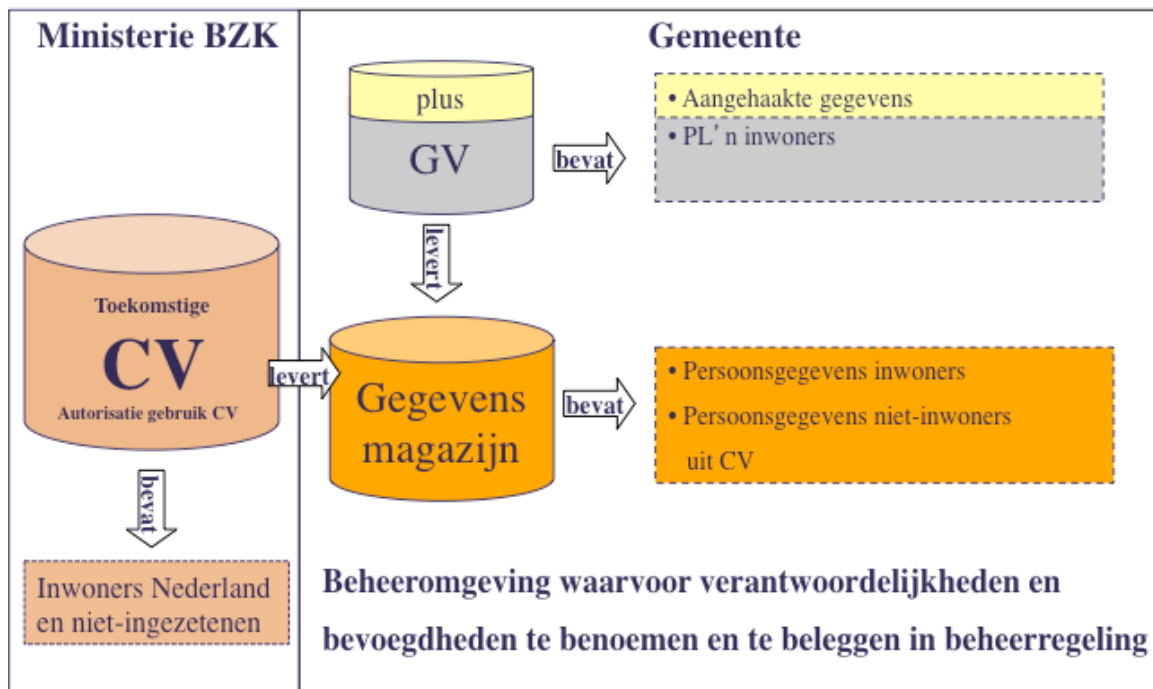 Ministerie BZK
Gemeente
plus
GV
bevat
• Aangehaakte gegevens
• PL'n inwoners
levert
Toekomstige
CV
Autorisatie gebruik CV
levert
Gegevens
magazijn
bevat
• Persoonsgegevens inwoners
• Persoonsgegevens niet-inwoners
uit CV
bevat
Inwoners Nederland
en niet-ingezetenen
Beheeromgeving waarvoor verantwoordelijkheden en
bevoegdheden te benoemen en te beleggen in beheerregeling